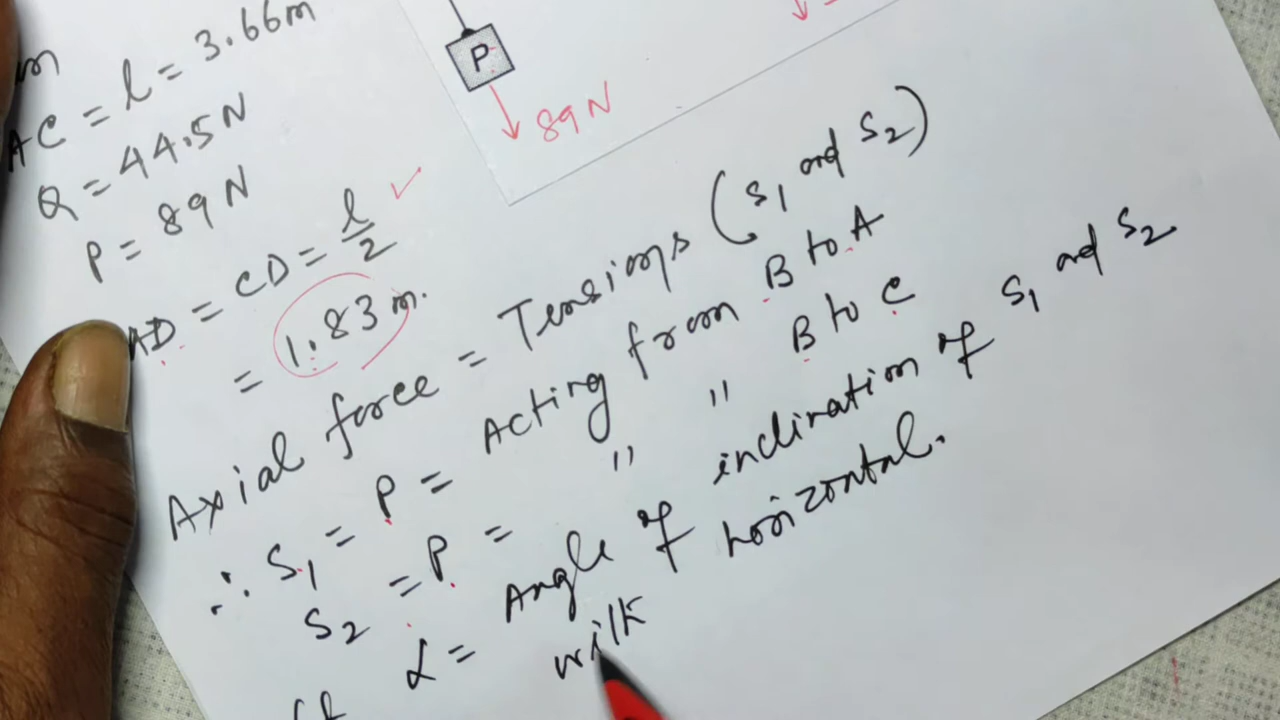 m
AC = l = 3.66m
Q = 44.5N
P = 89N
AD = CD = l/2 ✓
= 1.83m.
P
89N
Axial force = Tensions (S1 and S2)
∴ S1 = P = Acting from B to A
S2 = P = " " B to C
α = Angle of inclination of S1 and S2
with horizontal.